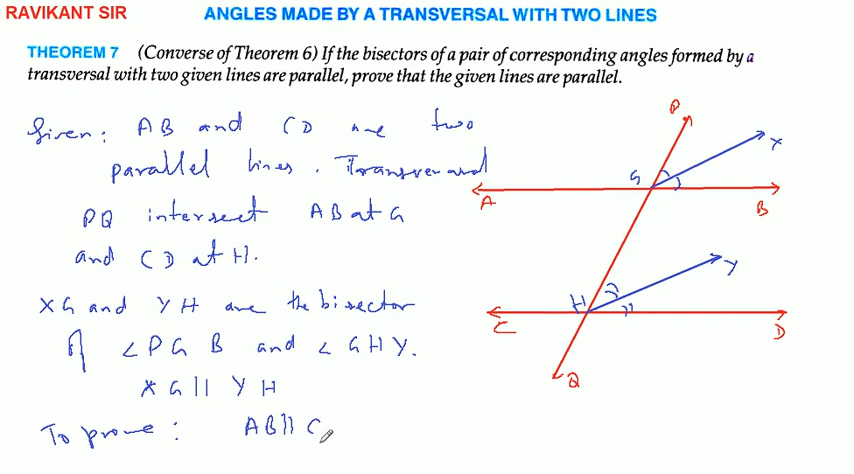 RAVIKANT SIR
ANGLES MADE BY A TRANSVERSAL WITH TWO LINES
THEOREM 7 (Converse of Theorem 6) If the bisectors of a pair of corresponding angles formed by a
transversal with two given lines are parallel, prove that the given lines are parallel.
Given: AB and CD are two
parallel lines.
PQ intersect AB at G
and CD at H.
XG and YH are the bisector
of ∠PGB and ∠GHY.
XG || YH
To prove: AB || C
P
X
G
A
B
Y
H
C
D
Q